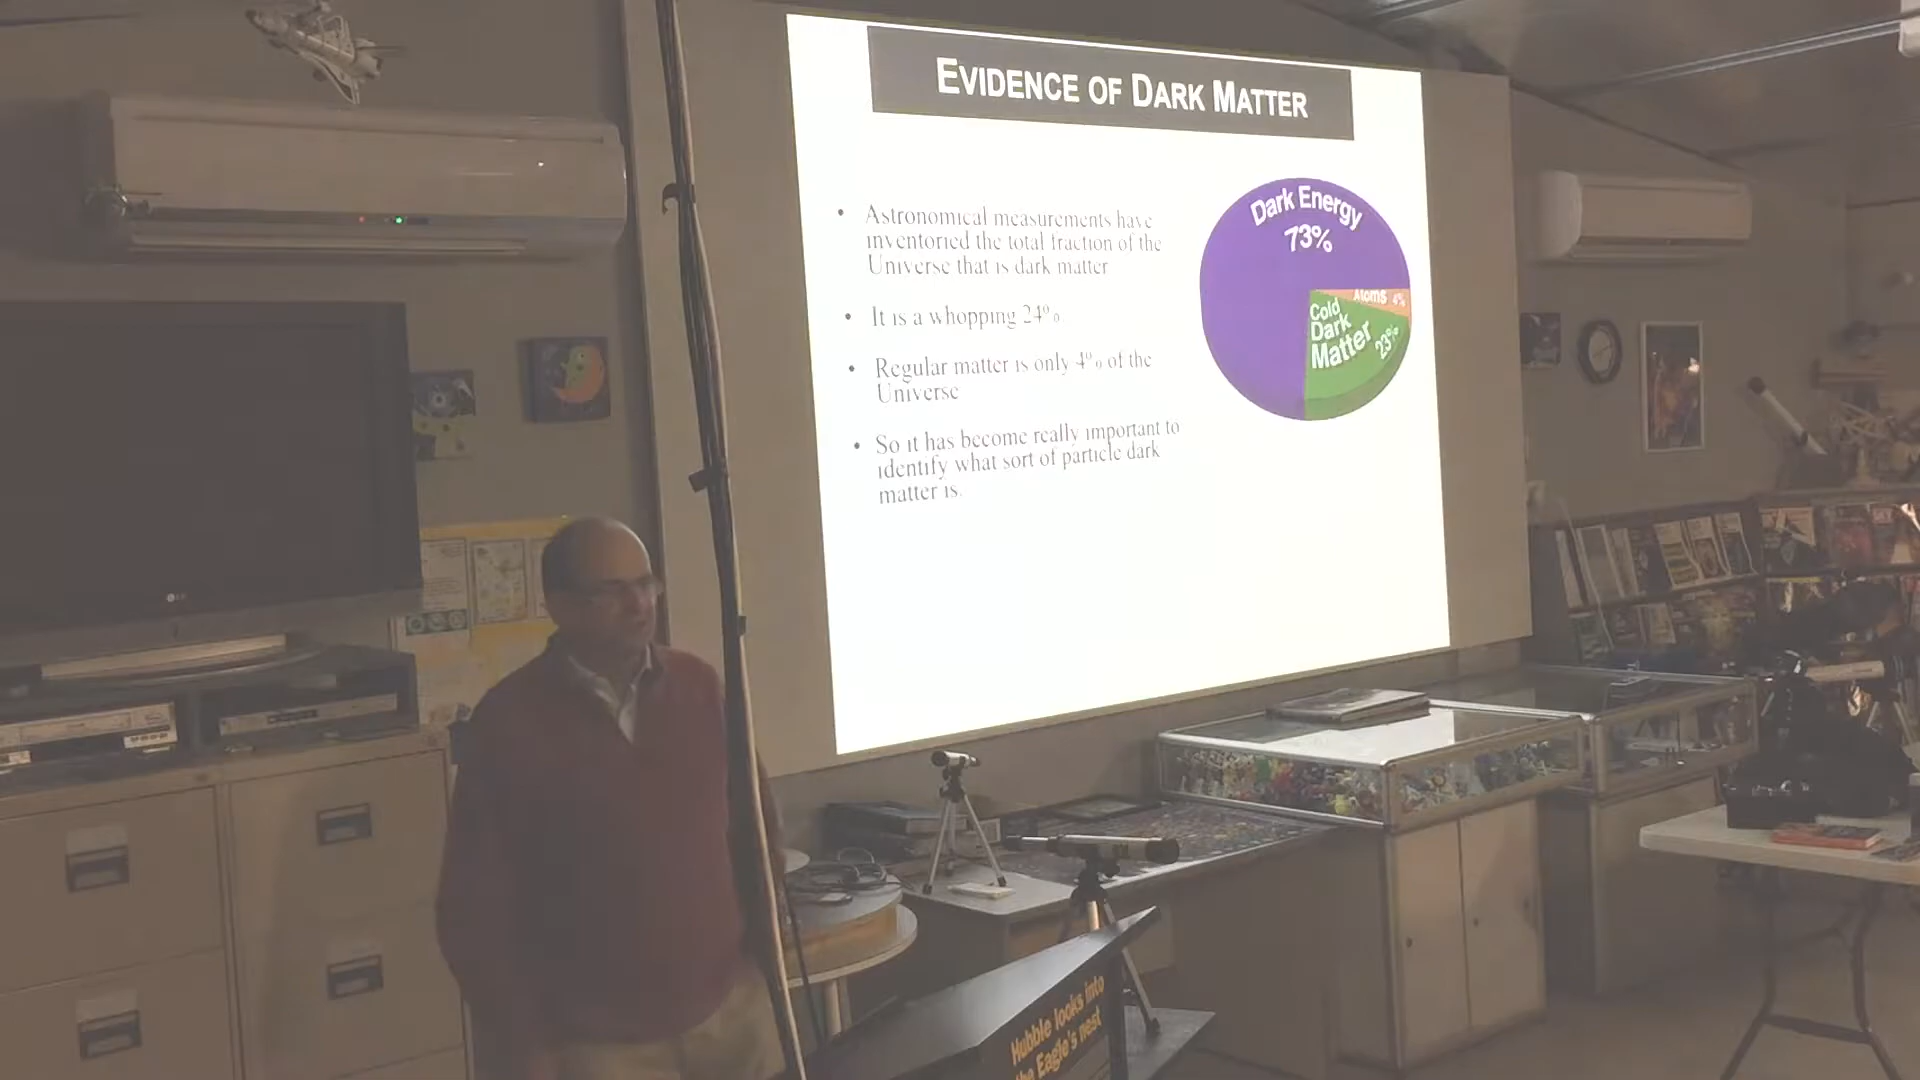 EVIDENCE OF DARK MATTER
• Astronomical measurements have
inventoried the total fraction of the
Universe that is dark matter
• It is a whopping 24%
• Regular matter is only 4% of the
Universe
• So it has become really important to
identify what sort of particle dark
matter is.
Dark Energy
73%
Atoms 4%
Cold
Dark
Matter
23%
LG
Hubble looks into
the Eagle's nest